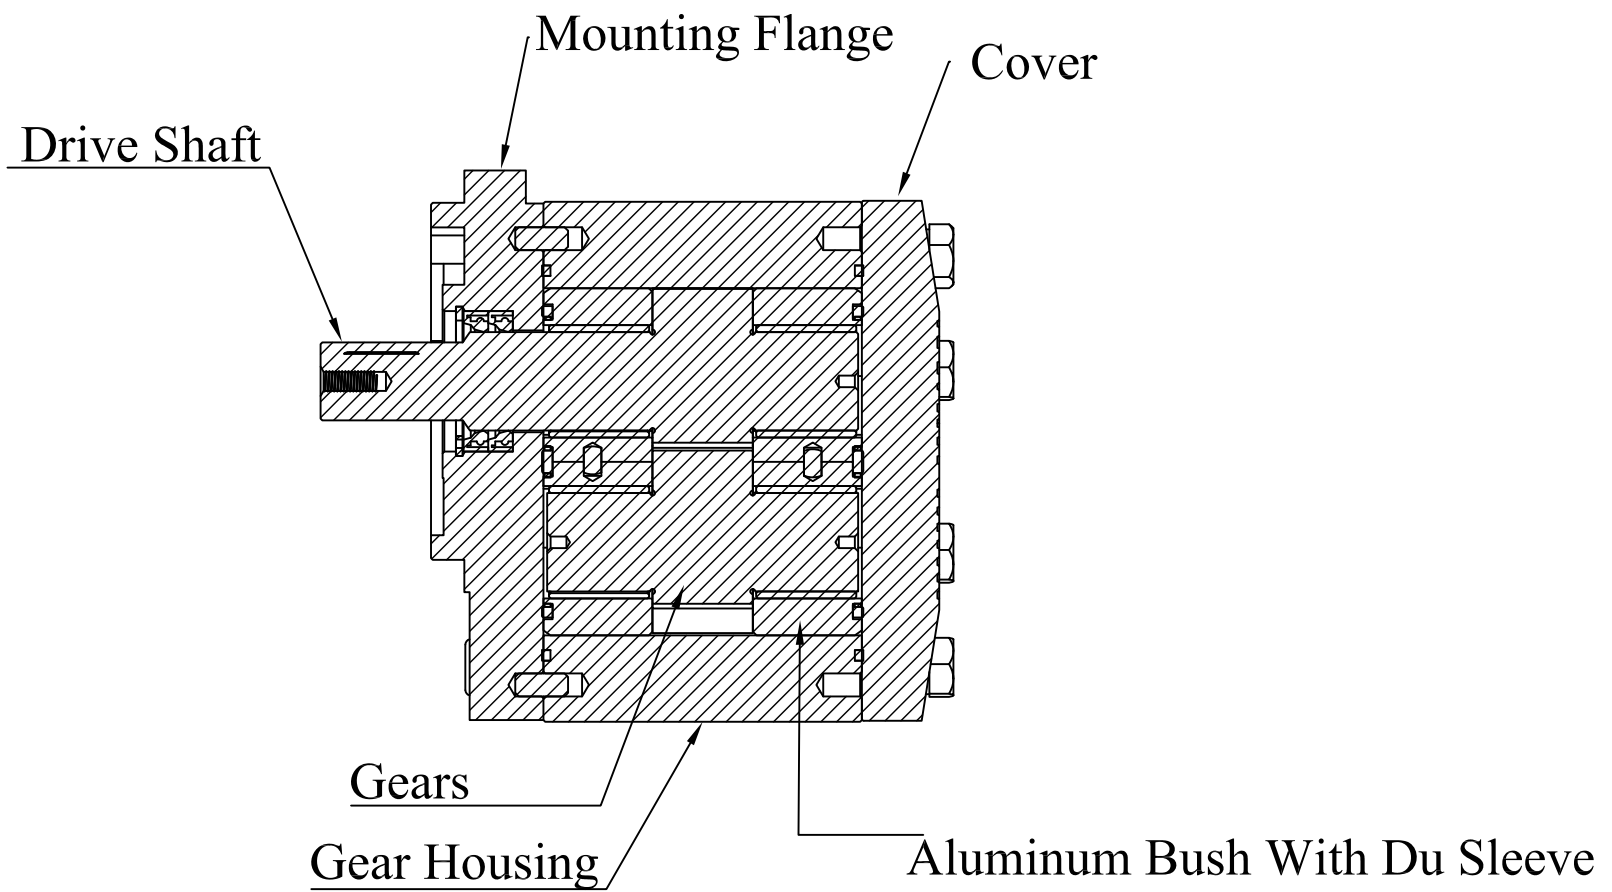 Mounting Flange
Cover
Drive Shaft
Gears
Gear Housing
Aluminum Bush With Du Sleeve